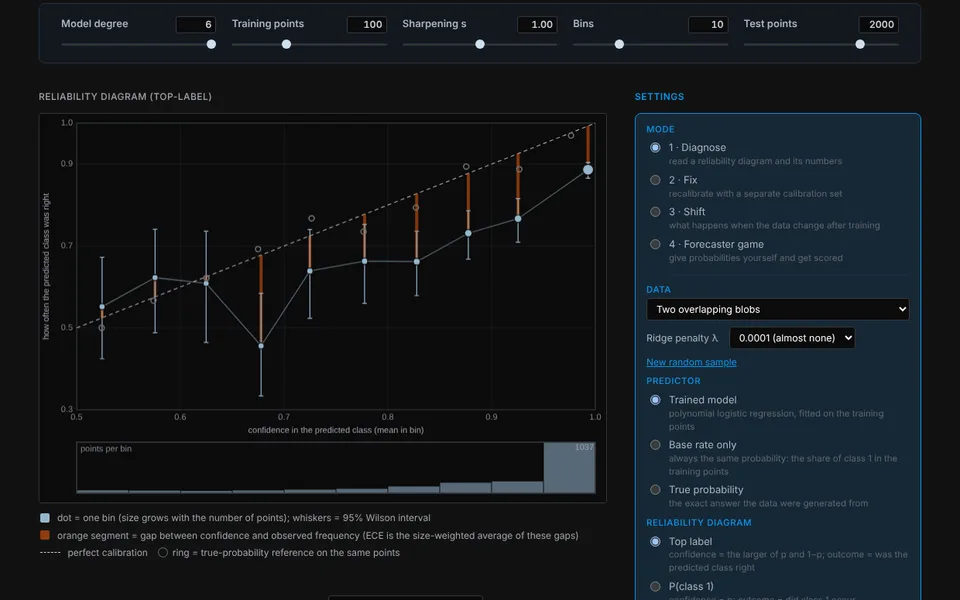 Model degree 6 Training points 100 Sharpening s 1.00 Bins 10 Test points 2000
RELIABILITY DIAGRAM (TOP-LABEL)
1.0
0.9
0.7
0.5
0.3
how often the predicted class was right
0.5 0.6 0.7 0.8 0.9 1.0
confidence in the predicted class (mean in bin)
points per bin 1037
dot = one bin (size grows with the number of points); whiskers = 95% Wilson interval
orange segment = gap between confidence and observed frequency (ECE is the size-weighted average of these gaps)
perfect calibration ring = true-probability reference on the same points
SETTINGS
MODE
1 · Diagnose
read a reliability diagram and its numbers
2 · Fix
recalibrate with a separate calibration set
3 · Shift
what happens when the data change after training
4 · Forecaster game
give probabilities yourself and get scored
DATA
Two overlapping blobs
Ridge penalty λ 0.0001 (almost none)
New random sample
PREDICTOR
Trained model
polynomial logistic regression, fitted on the training
points
Base rate only
always the same probability: the share of class 1 in the
training points
True probability
the exact answer the data were generated from
RELIABILITY DIAGRAM
Top label
confidence = the larger of p and 1−p; outcome = was the
predicted class right
P(class 1)